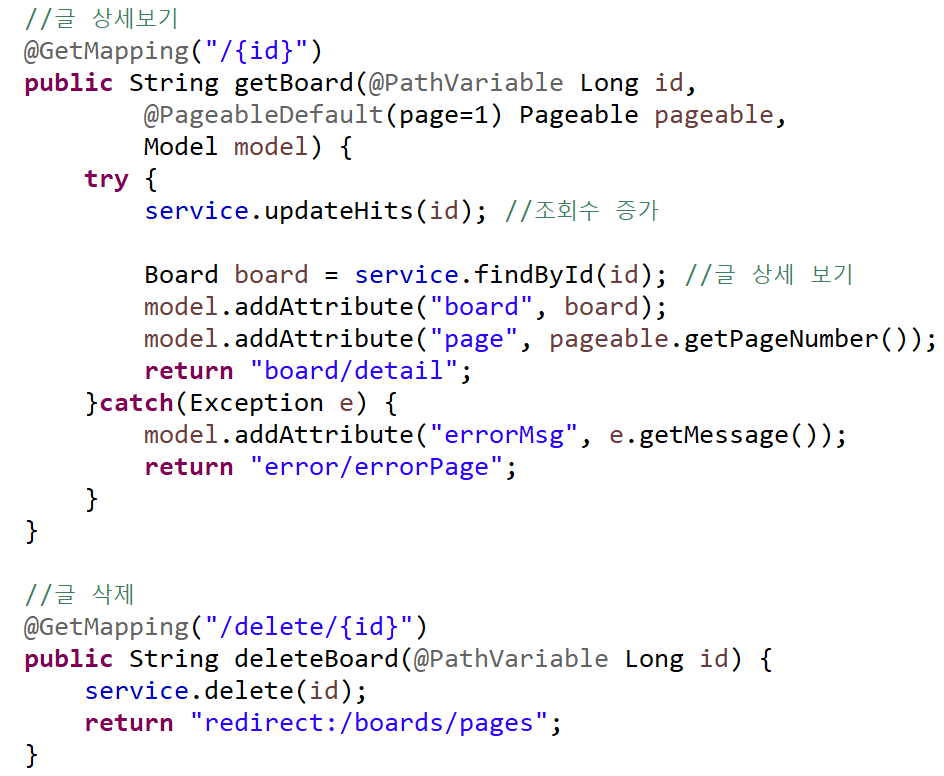 //글 상세보기
@GetMapping("/{id}")
public String getBoard(@PathVariable Long id,
        @PageableDefault(page=1) Pageable pageable,
        Model model) {
    try {
        service.updateHits(id); //조회수 증가

        Board board = service.findById(id); //글 상세 보기
        model.addAttribute("board", board);
        model.addAttribute("page", pageable.getPageNumber());
        return "board/detail";
    }catch(Exception e) {
        model.addAttribute("errorMsg", e.getMessage());
        return "error/errorPage";
    }
}

//글 삭제
@GetMapping("/delete/{id}")
public String deleteBoard(@PathVariable Long id) {
    service.delete(id);
    return "redirect:/boards/pages";
}